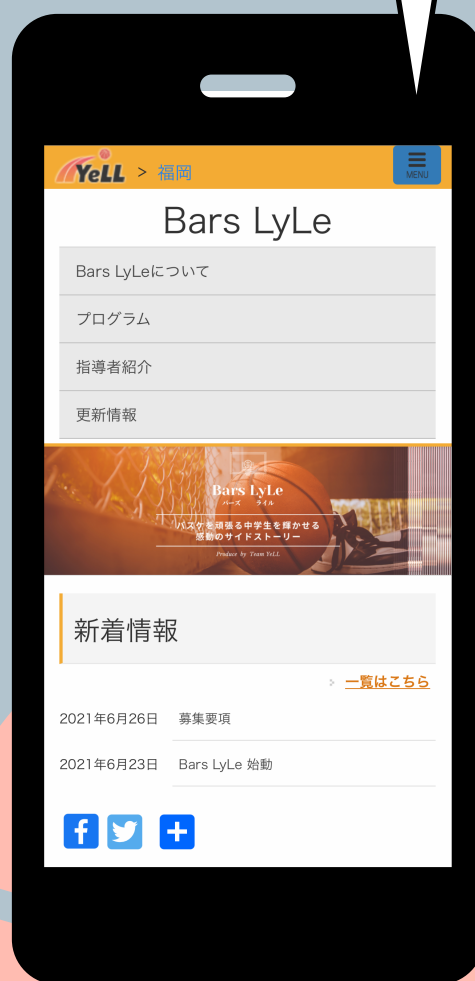 YeLL > 福岡
MENU
Bars LyLe
Bars LyLeについて
プログラム
指導者紹介
更新情報
Bars LyLe
バーズ ライル
バスケを頑張る中学生を輝かせる
感動のサイドストーリー
Produce by Team YeLL
新着情報
一覧はこちら
2021年6月26日 募集要項
2021年6月23日 Bars LyLe 始動